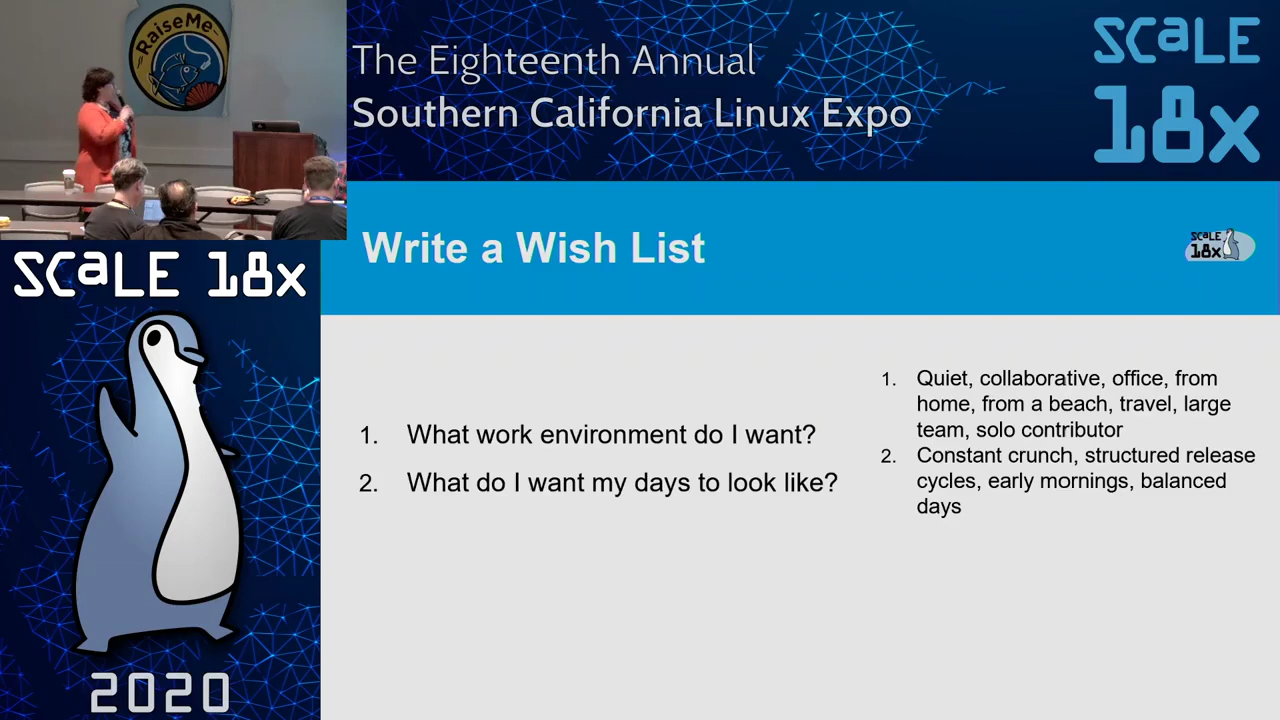 RaiseMe
The Eighteenth Annual
Southern California Linux Expo
SCaLE
18x
SCaLE 18x
2020
Write a Wish List
SCaLE
18x
1. What work environment do I want?
2. What do I want my days to look like?
1. Quiet, collaborative, office, from
home, from a beach, travel, large
team, solo contributor
2. Constant crunch, structured release
cycles, early mornings, balanced
days